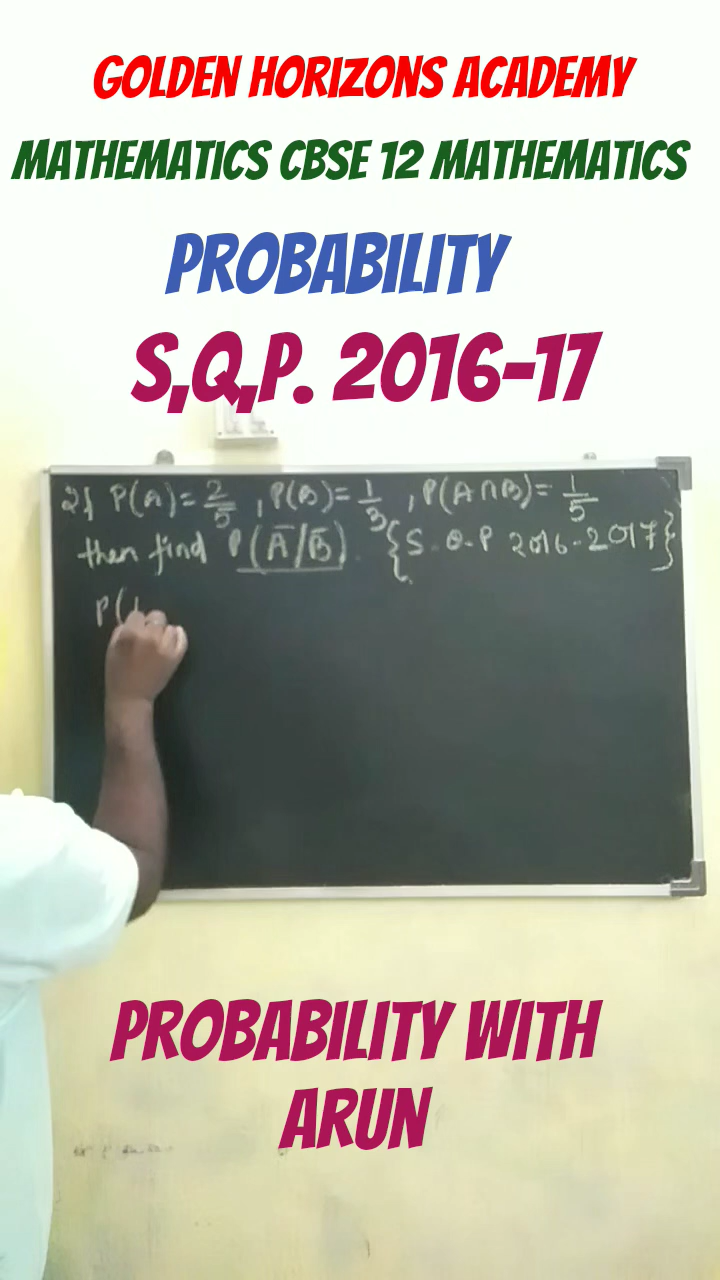 GOLDEN HORIZONS ACADEMY
MATHEMATICS CBSE 12 MATHEMATICS
PROBABILITY
S,Q,P. 2016-17
If P(A)=2/5, P(B)=1/3, P(A∩B)=1/5
then find P(Ā/B̄). {S.Q.P 2016-2017}
P(
PROBABILITY WITH
ARUN